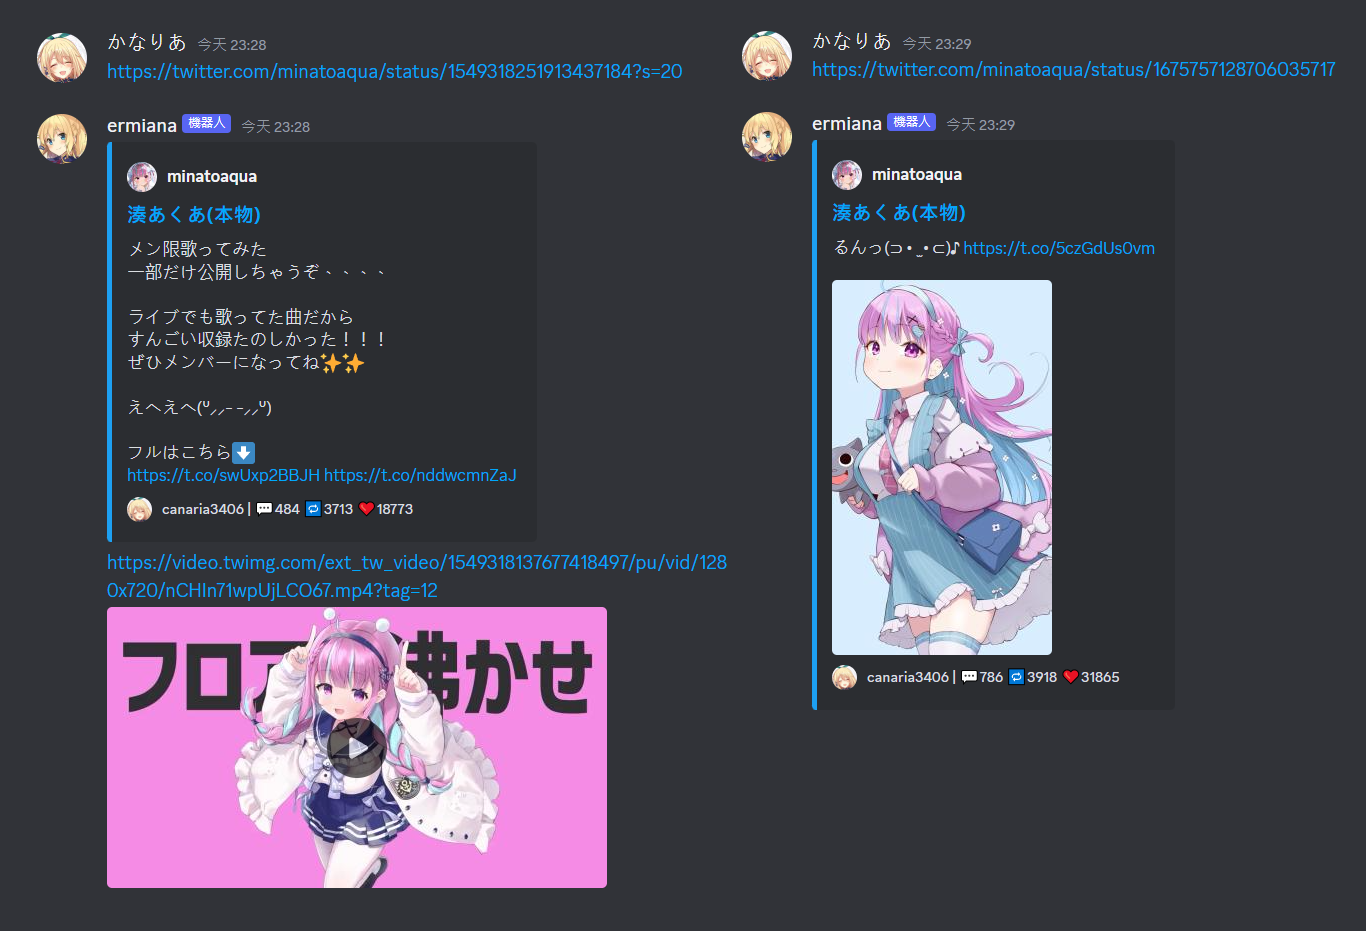 かなりあ 今天 23:28
https://twitter.com/minatoaqua/status/1549318251913437184?s=20
ermiana 機器人 今天 23:28
minatoaqua
湊あくあ(本物)
メン限歌ってみた
一部だけ公開しちゃうぞ、、、、
ライブでも歌ってた曲だから
すんごい収録たのしかった！！！
ぜひメンバーになってね✨✨
えへえへ(ᐡ⸝⸝- -⸝⸝ᐡ)
フルはこちら⬇️
https://t.co/swUxp2BBJH https://t.co/nddwcmnZaJ
canaria3406 | 💬484 🔁3713 ❤️18773
https://video.twimg.com/ext_tw_video/1549318137677418497/pu/vid/128
0x720/nCHIn71wpUjLCO67.mp4?tag=12
フロア 沸かせ
かなりあ 今天 23:29
https://twitter.com/minatoaqua/status/1675757128706035717
ermiana 機器人 今天 23:29
minatoaqua
湊あくあ(本物)
るんっ(⊃ • ̫ • ⊂)♪ https://t.co/5czGdUs0vm
canaria3406 | 💬786 🔁3918 ❤️31865